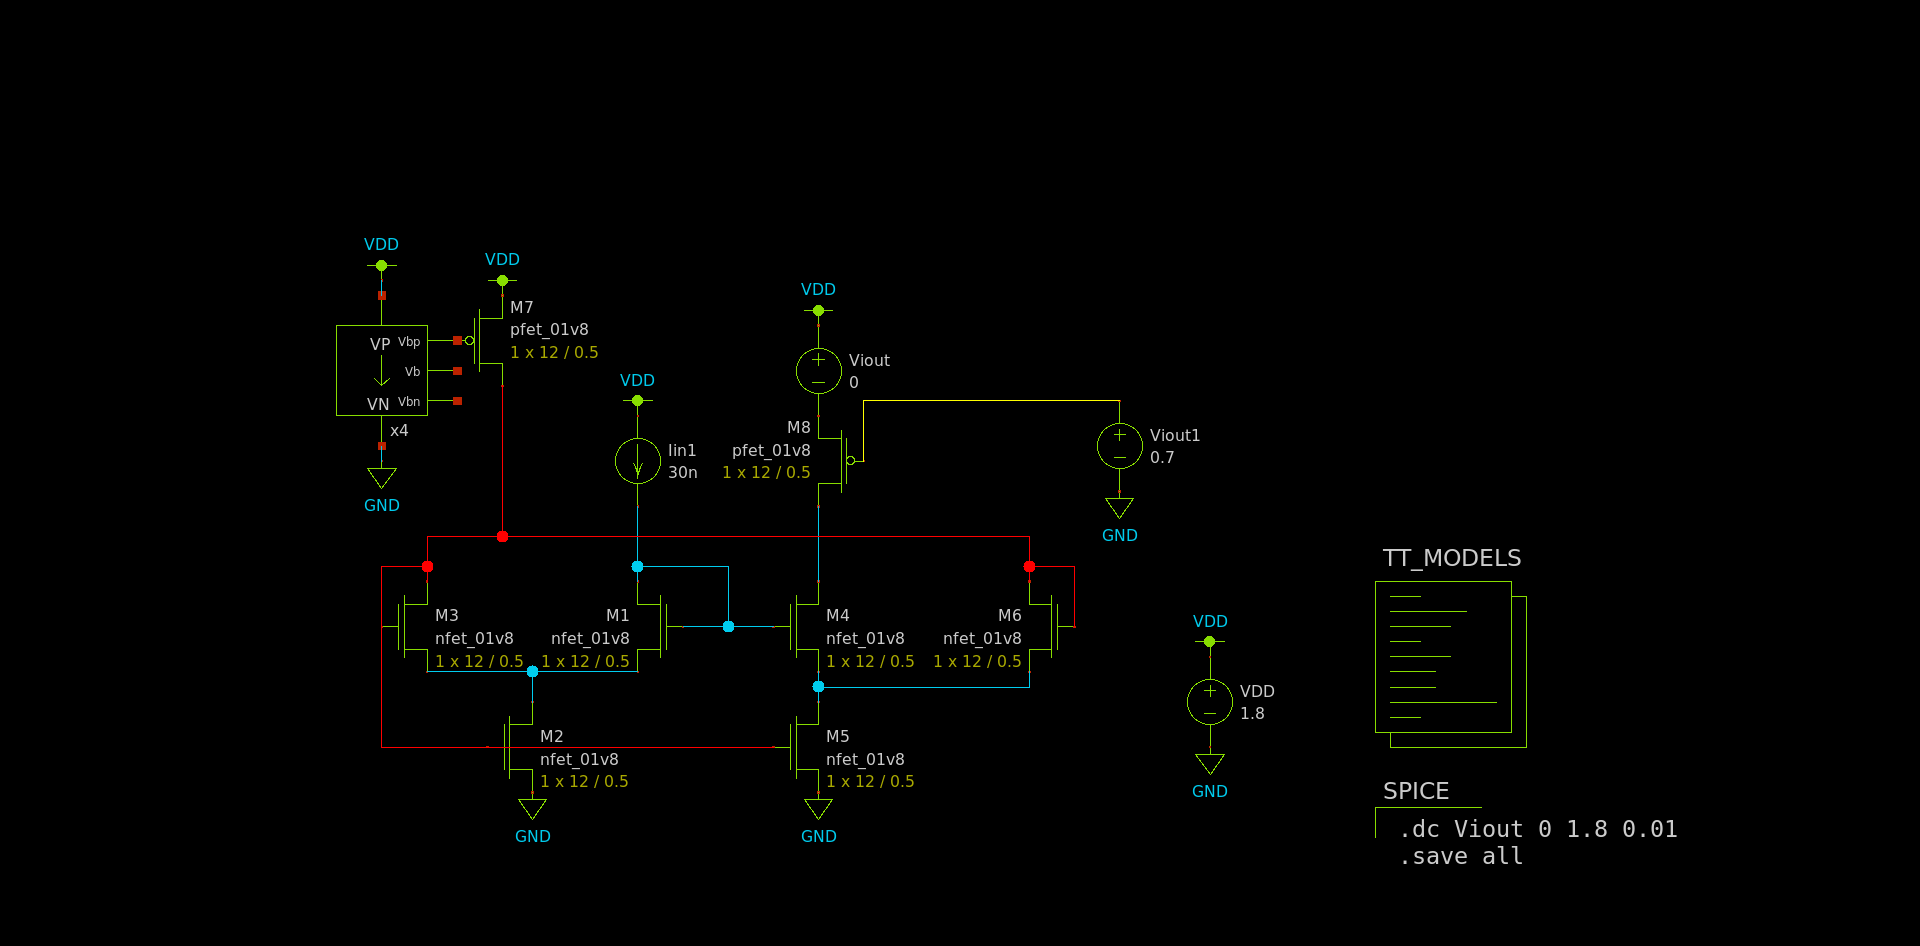 VDD
VDD
M7
pfet_01v8
1 x 12 / 0.5
VP
Vbp
Vb
VN
Vbn
x4
GND
VDD
Iin1
30n
VDD
Viout
0
M8
pfet_01v8
1 x 12 / 0.5
Viout1
0.7
GND
M3
nfet_01v8
1 x 12 / 0.5
M1
nfet_01v8
1 x 12 / 0.5
M4
nfet_01v8
1 x 12 / 0.5
M6
nfet_01v8
1 x 12 / 0.5
M2
nfet_01v8
1 x 12 / 0.5
GND
M5
nfet_01v8
1 x 12 / 0.5
GND
VDD
VDD
1.8
GND
TT_MODELS
SPICE
.dc Viout 0 1.8 0.01
.save all